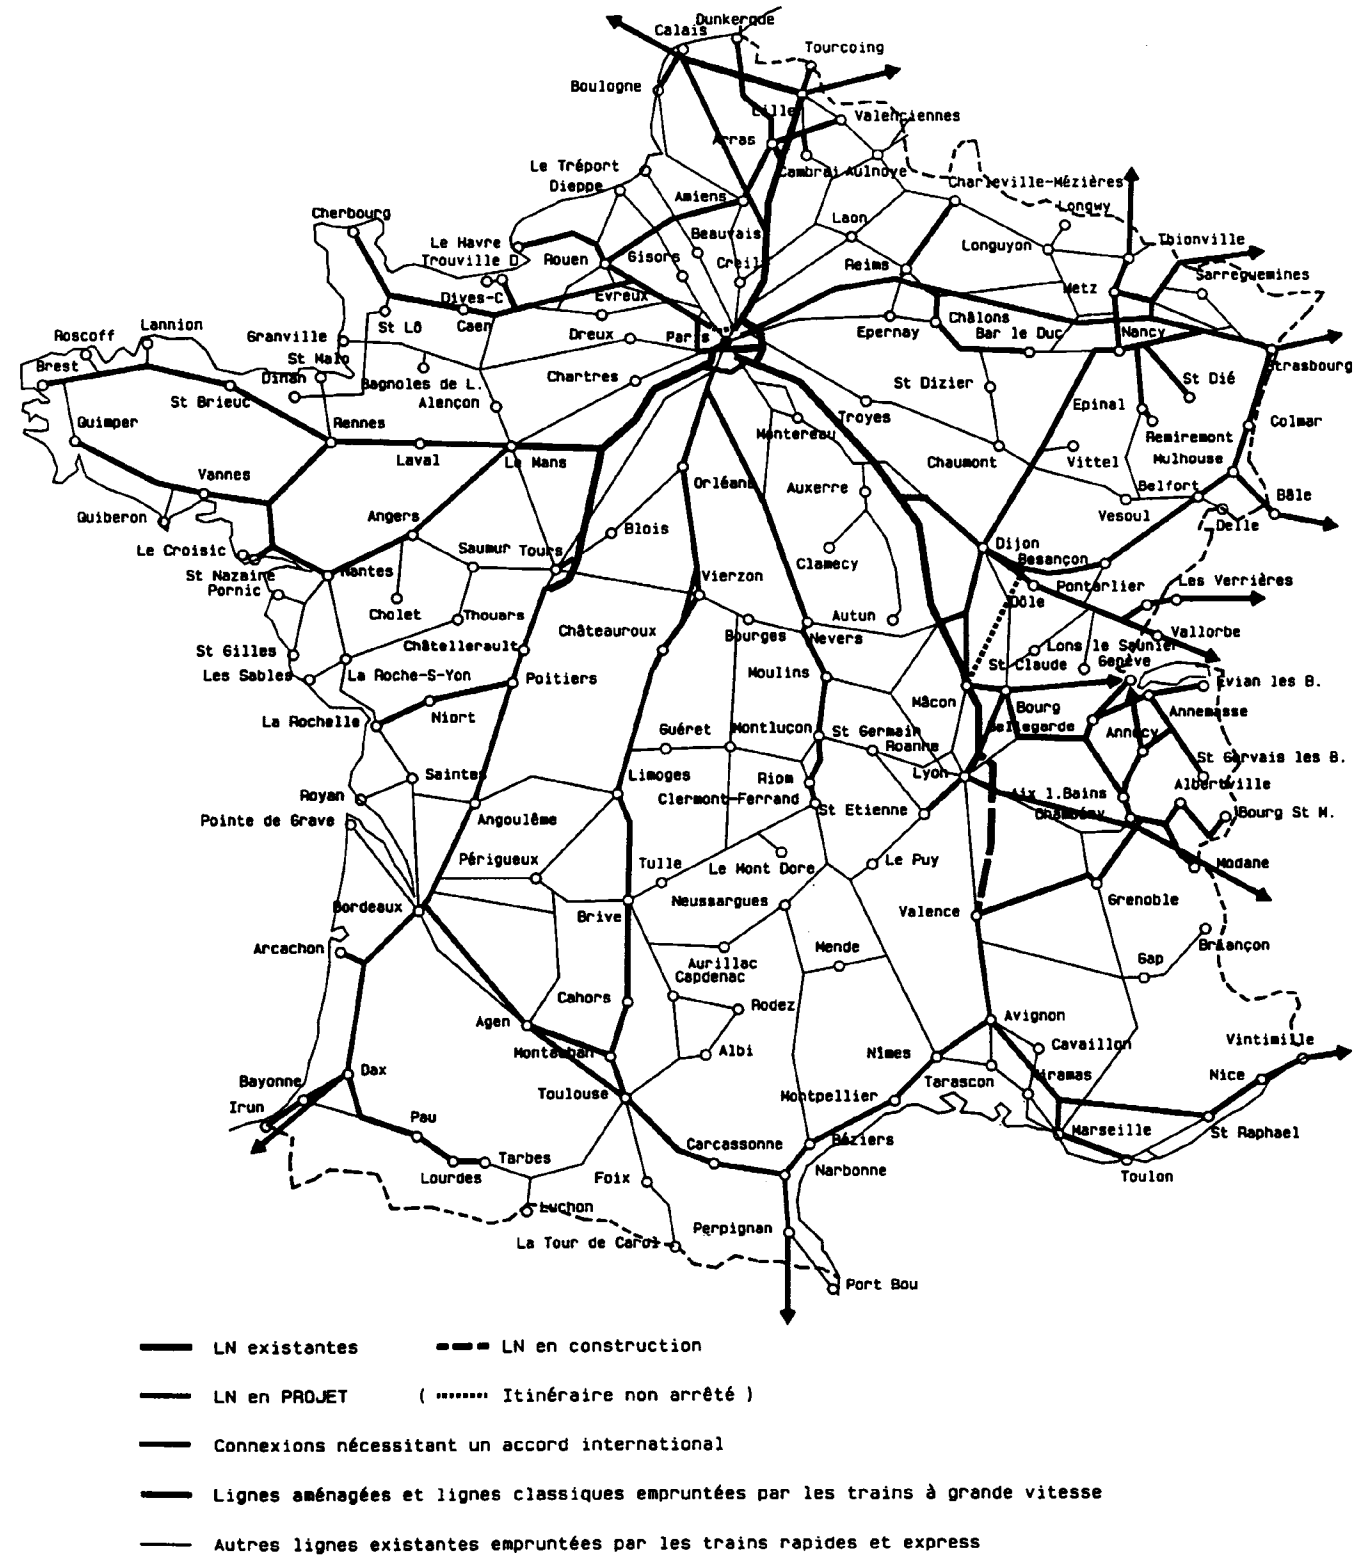 Dunkerque
Calais
Tourcoing
Boulogne
Lille
Valenciennes
Arras
Le Tréport
Cambrai Aulnoye
Dieppe
Charleville-Mézières
Amiens
Longwy
Cherbourg
Laon
Beauvais
Thionville
Le Havre
Longuyon
Trouville D
Rouen
Gisors
Creil
Reims
Sarreguemines
Metz
Dives-C
Evreux
Châlons
St Lô
Caen
Lannion
Roscoff
Granville
Dreux
Paris
Epernay
Bar le Duc
Nancy
St Malo
Brest
Strasbourg
Dinan
Bagnoles de L.
Chartres
St Dizier
St Dié
St Brieuc
Alençon
Epinal
Troyes
Quimper
Rennes
Montereau
Remiremont
Colmar
Laval
Le Mans
Chaumont
Vittel
Mulhouse
Vannes
Orléans
Auxerre
Belfort
Bâle
Quiberon
Angers
Blois
Vesoul
Delle
Le Croisic
Saumur
Tours
Dijon
Besançon
St Nazaire
Nantes
Clamecy
Vierzon
Pontarlier
Les Verrières
Pornic
Cholet
Thouars
Dôle
Châteauroux
Autun
Vallorbe
Bourges
Nevers
St Gilles
Châtellerault
Lons le Saunier
Les Sables
La Roche-S-Yon
Poitiers
Moulins
St Claude
Genève
Evian les B.
Mâcon
La Rochelle
Niort
Bourg
Annemasse
Guéret
Montluçon
St Germain
Bellegarde
Annecy
Roanne
St Gervais les B.
Saintes
Limoges
Riom
Lyon
Albertville
Royan
Clermont-Ferrand
St Etienne
Aix l.Bains
Pointe de Grave
Angoulême
Chambéry
Bourg St M.
Périgueux
Tulle
Le Mont Dore
Le Puy
Modane
Bordeaux
Brive
Neussargues
Valence
Grenoble
Arcachon
Mende
Briançon
Aurillac
Gap
Capdenac
Cahors
Rodez
Agen
Avignon
Montauban
Albi
Nîmes
Cavaillon
Vintimille
Dax
Tarascon
Miramas
Nice
Bayonne
Toulouse
Montpellier
Irun
Pau
Marseille
St Raphael
Carcassonne
Béziers
Lourdes
Tarbes
Foix
Narbonne
Toulon
Luchon
Perpignan
La Tour de Carol
Port Bou
LN existantes
LN en construction
LN en PROJET
( Itinéraire non arrêté )
Connexions nécessitant un accord international
Lignes aménagées et lignes classiques empruntées par les trains à grande vitesse
Autres lignes existantes empruntées par les trains rapides et express